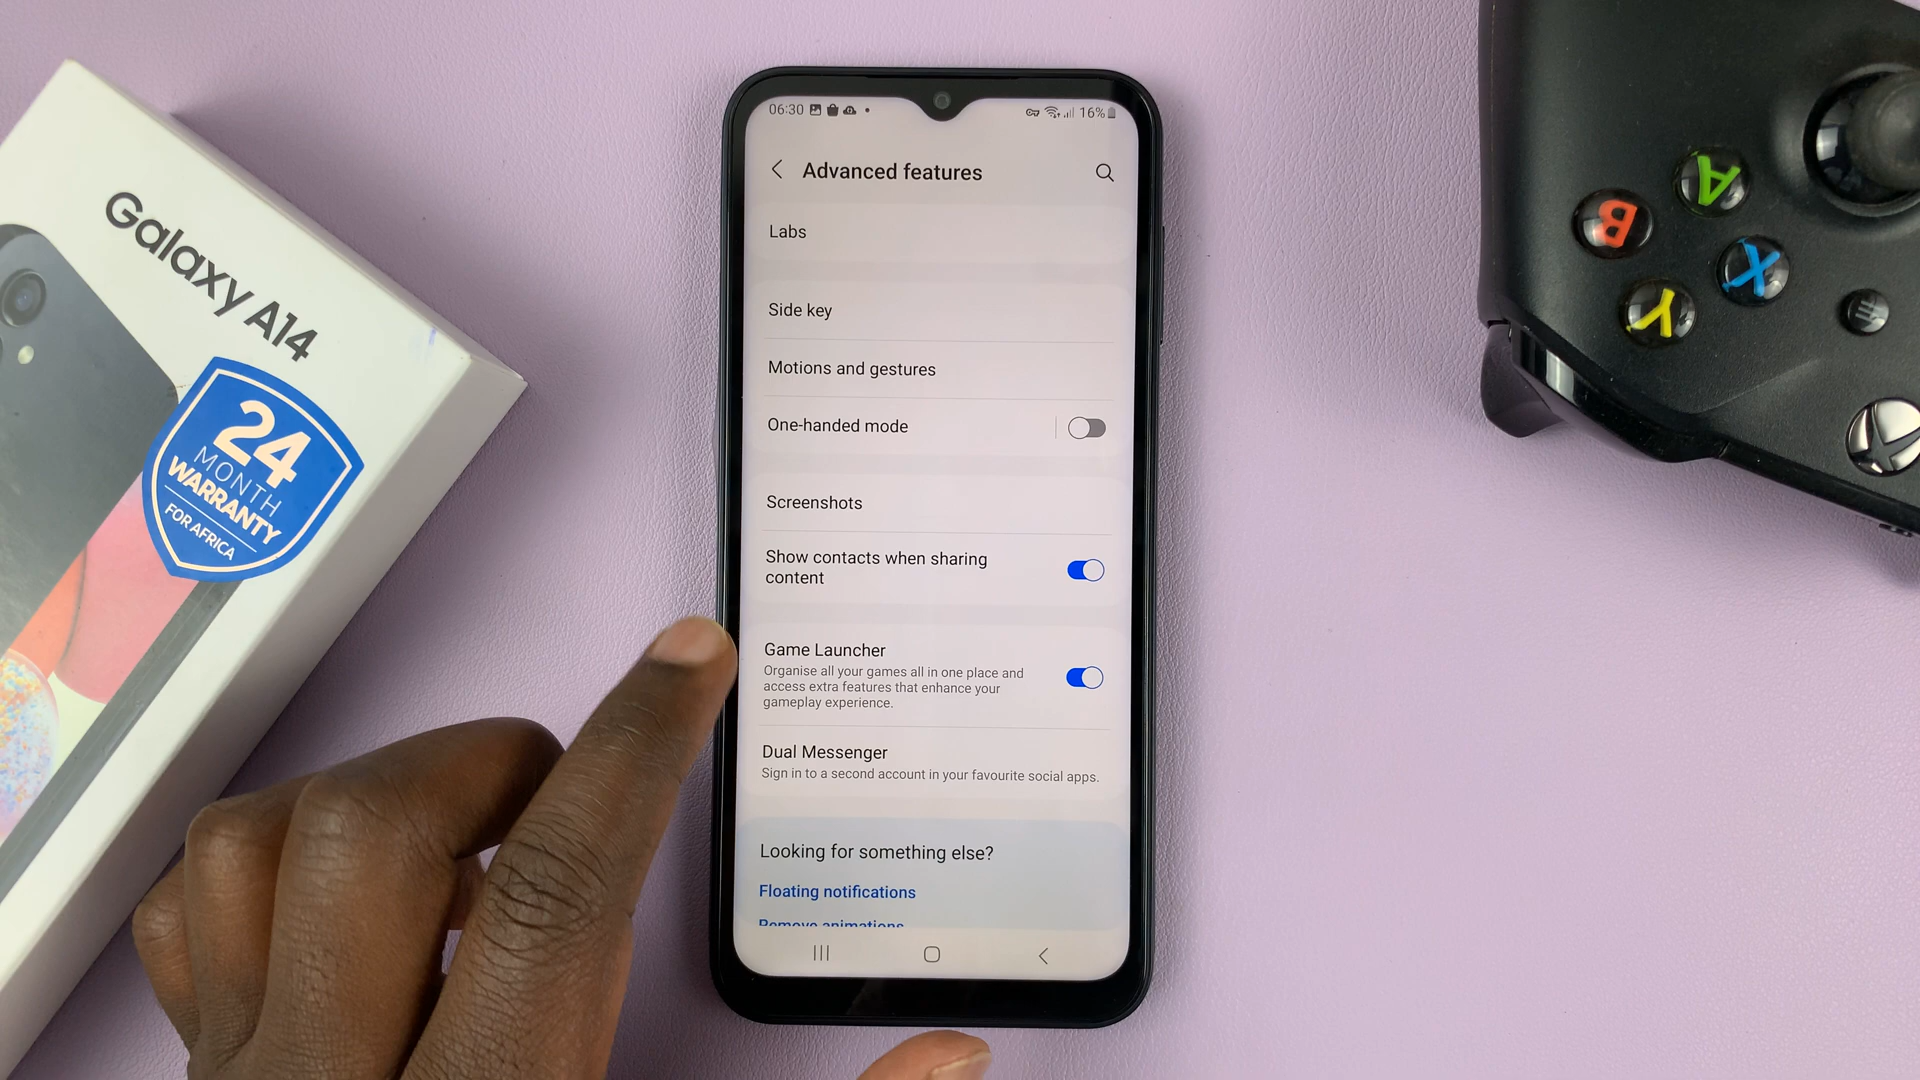 Galaxy A14
24
MONTH
WARRANTY
FOR AFRICA
06:30
16%
Advanced features
Labs
Side key
Motions and gestures
One-handed mode
Screenshots
Show contacts when sharing
content
Game Launcher
Organise all your games all in one place and
access extra features that enhance your
gameplay experience.
Dual Messenger
Sign in to a second account in your favourite social apps.
Looking for something else?
Floating notifications
Remove animations
A
B
X
Y